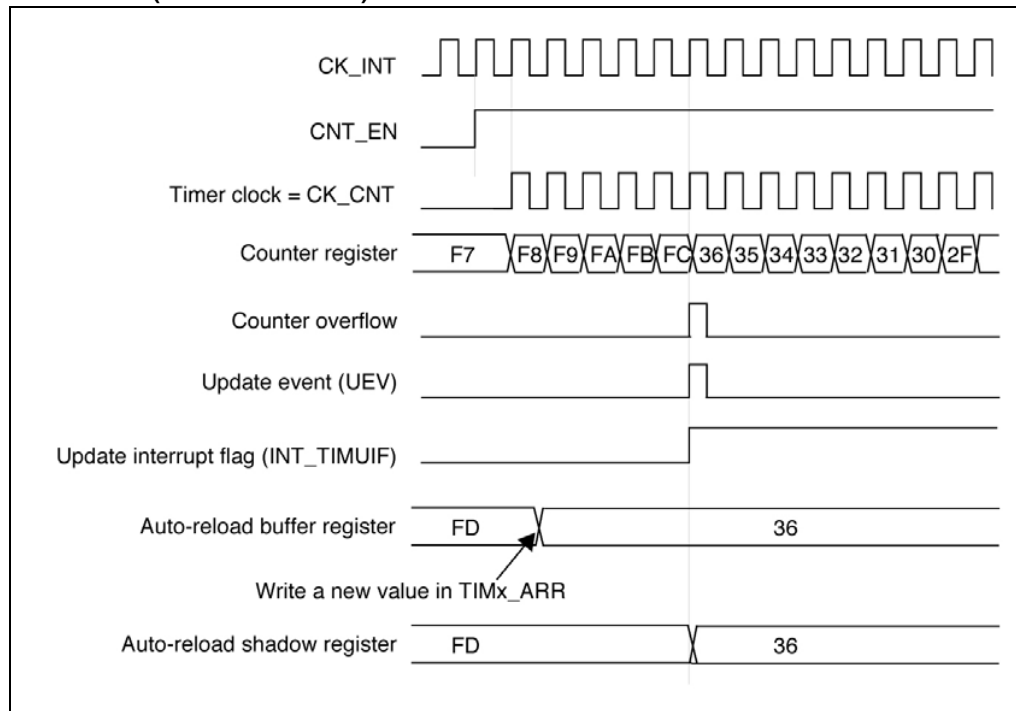 CK_INT
CNT_EN
Timer clock = CK_CNT
Counter register F7 F8 F9 FA FB FC 36 35 34 33 32 31 30 2F
Counter overflow
Update event (UEV)
Update interrupt flag (INT_TIMUIF)
Auto-reload buffer register FD 36
Write a new value in TIMx_ARR
Auto-reload shadow register FD 36